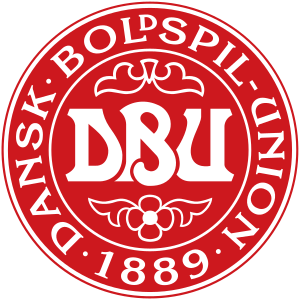 DANSK · BOLDSPIL-UNION
· 1889 ·
DBU